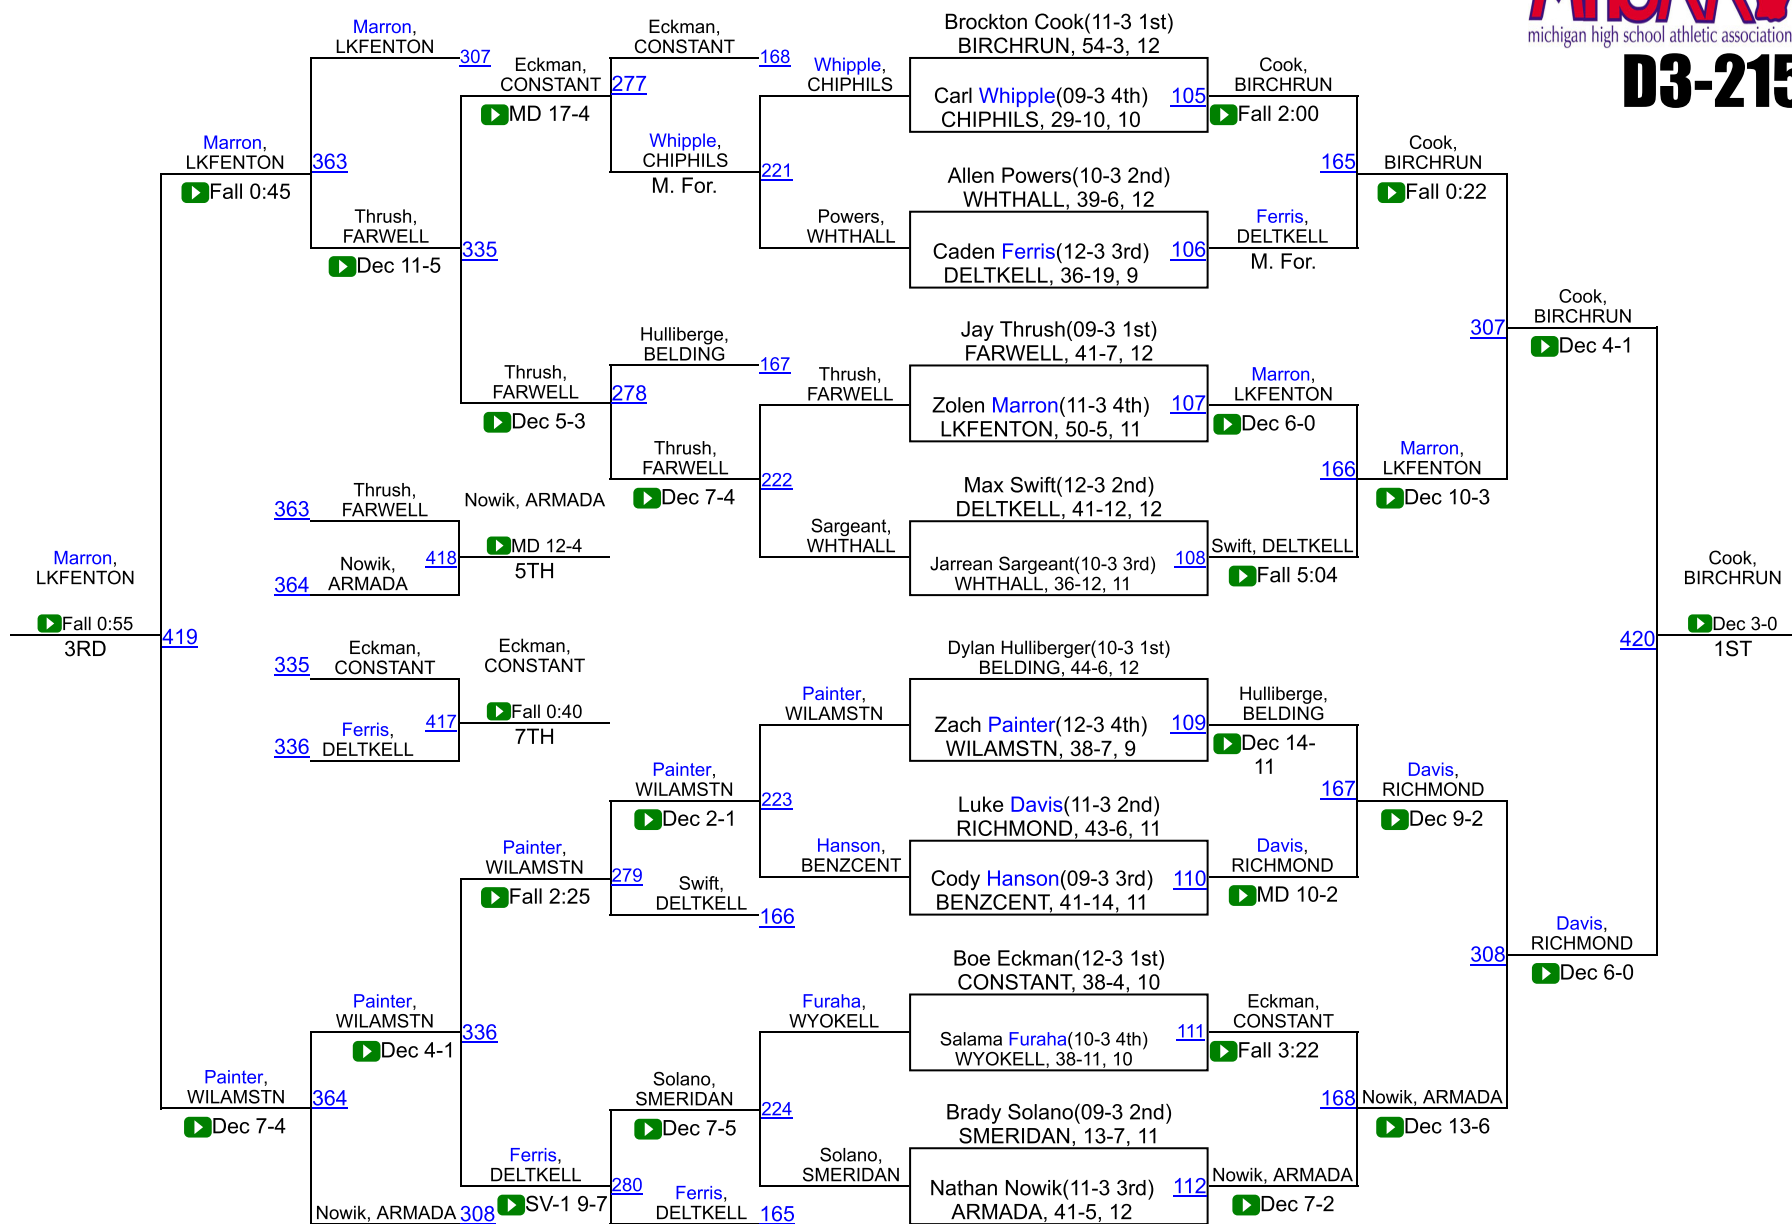 MHSAA
michigan high school athletic association
D3-215
Marron,
LKFENTON
307
Thrush,
FARWELL
Dec 11-5
363
Marron,
LKFENTON
Fall 0:45
Eckman,
CONSTANT
MD 17-4
277
335
Eckman,
CONSTANT
168
Whipple,
CHIPHILS
M. For.
Whipple,
CHIPHILS
221
Powers,
WHTHALL
Brockton Cook(11-3 1st)
BIRCHRUN, 54-3, 12
Carl Whipple(09-3 4th)
CHIPHILS, 29-10, 10
105
Cook,
BIRCHRUN
Fall 2:00
Allen Powers(10-3 2nd)
WHTHALL, 39-6, 12
Caden Ferris(12-3 3rd)
DELTKELL, 36-19, 9
106
Ferris,
DELTKELL
M. For.
165
Cook,
BIRCHRUN
Fall 0:22
307
Cook,
BIRCHRUN
Dec 4-1
Thrush,
FARWELL
Dec 5-3
278
Hulliberge,
BELDING
167
Thrush,
FARWELL
Dec 7-4
Thrush,
FARWELL
222
Sargeant,
WHTHALL
Jay Thrush(09-3 1st)
FARWELL, 41-7, 12
Zolen Marron(11-3 4th)
LKFENTON, 50-5, 11
107
Marron,
LKFENTON
Dec 6-0
Max Swift(12-3 2nd)
DELTKELL, 41-12, 12
Jarrean Sargeant(10-3 3rd)
WHTHALL, 36-12, 11
108
Swift, DELTKELL
Fall 5:04
166
Marron,
LKFENTON
Dec 10-3
363
Thrush,
FARWELL
364
Nowik,
ARMADA
418
Nowik, ARMADA
MD 12-4
5TH
Marron,
LKFENTON
Fall 0:55
3RD
419
335
Eckman,
CONSTANT
336
Ferris,
DELTKELL
417
Eckman,
CONSTANT
Fall 0:40
7TH
420
Cook,
BIRCHRUN
Dec 3-0
1ST
Painter,
WILAMSTN
Dec 2-1
223
Painter,
WILAMSTN
Hanson,
BENZCENT
Painter,
WILAMSTN
Fall 2:25
279
Swift,
DELTKELL
166
Dylan Hulliberger(10-3 1st)
BELDING, 44-6, 12
Zach Painter(12-3 4th)
WILAMSTN, 38-7, 9
109
Hulliberge,
BELDING
Dec 14-
11
Luke Davis(11-3 2nd)
RICHMOND, 43-6, 11
Cody Hanson(09-3 3rd)
BENZCENT, 41-14, 11
110
Davis,
RICHMOND
MD 10-2
167
Davis,
RICHMOND
Dec 9-2
308
Davis,
RICHMOND
Dec 6-0
Painter,
WILAMSTN
Dec 4-1
336
Painter,
WILAMSTN
Dec 7-4
364
Nowik, ARMADA
308
Ferris,
DELTKELL
SV-1 9-7
280
Solano,
SMERIDAN
Dec 7-5
Ferris,
DELTKELL
165
Furaha,
WYOKELL
224
Solano,
SMERIDAN
Boe Eckman(12-3 1st)
CONSTANT, 38-4, 10
Salama Furaha(10-3 4th)
WYOKELL, 38-11, 10
111
Eckman,
CONSTANT
Fall 3:22
Brady Solano(09-3 2nd)
SMERIDAN, 13-7, 11
Nathan Nowik(11-3 3rd)
ARMADA, 41-5, 12
112
Nowik, ARMADA
Dec 7-2
168
Nowik, ARMADA
Dec 13-6